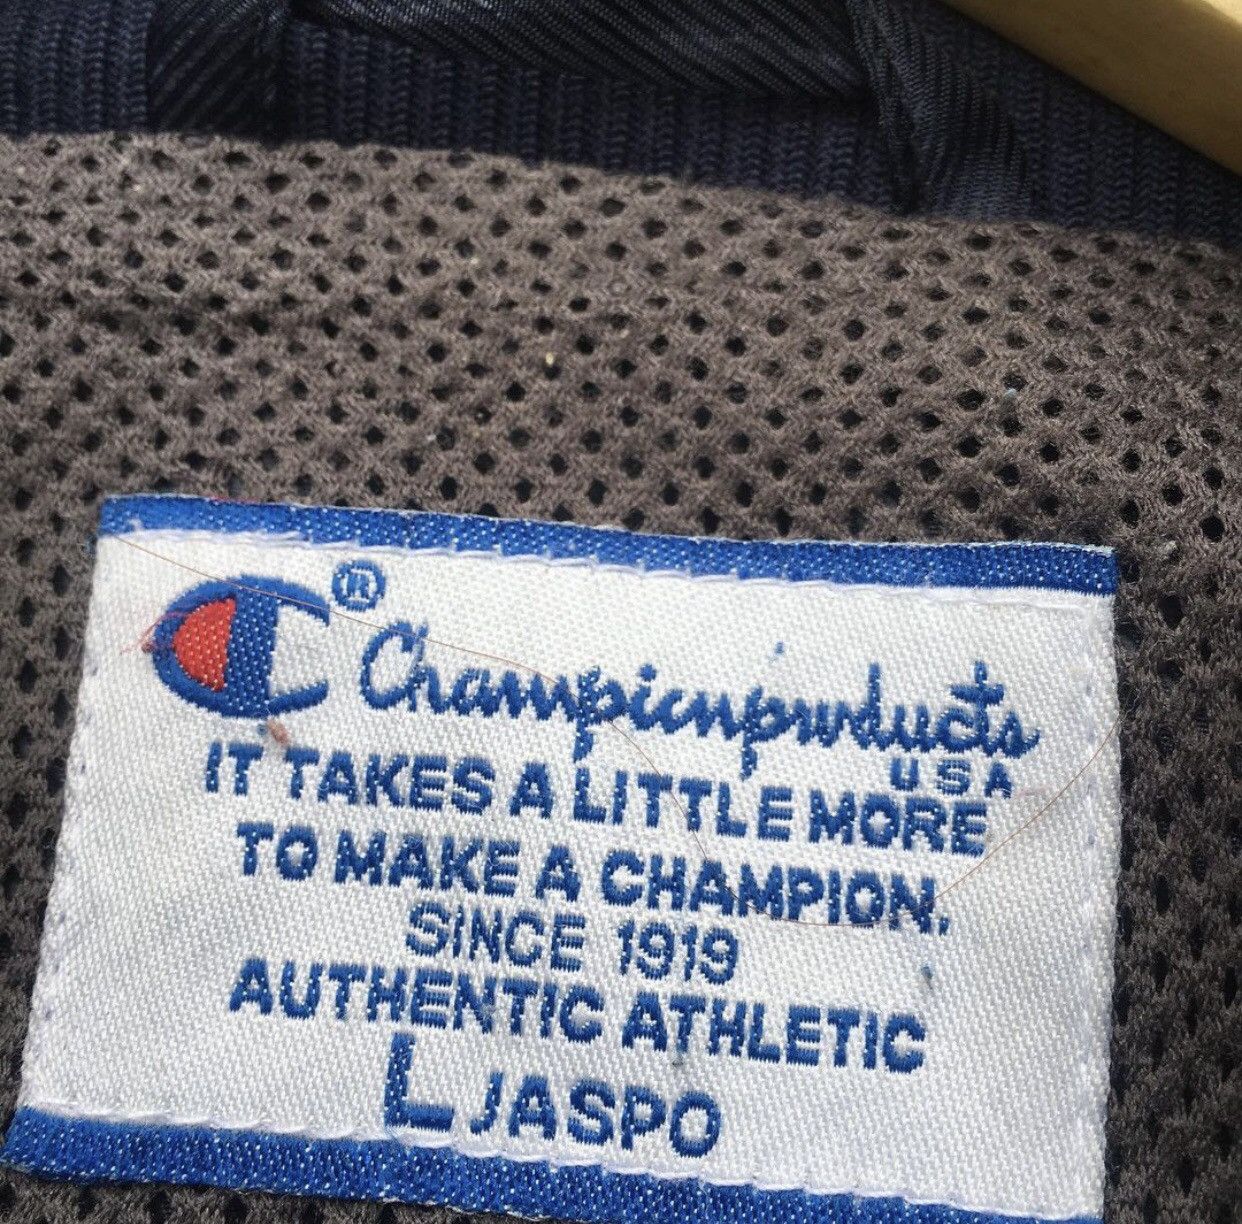 C® Championproducts
USA
IT TAKES A LITTLE MORE
TO MAKE A CHAMPION.
SINCE 1919
AUTHENTIC ATHLETIC
L JASPO